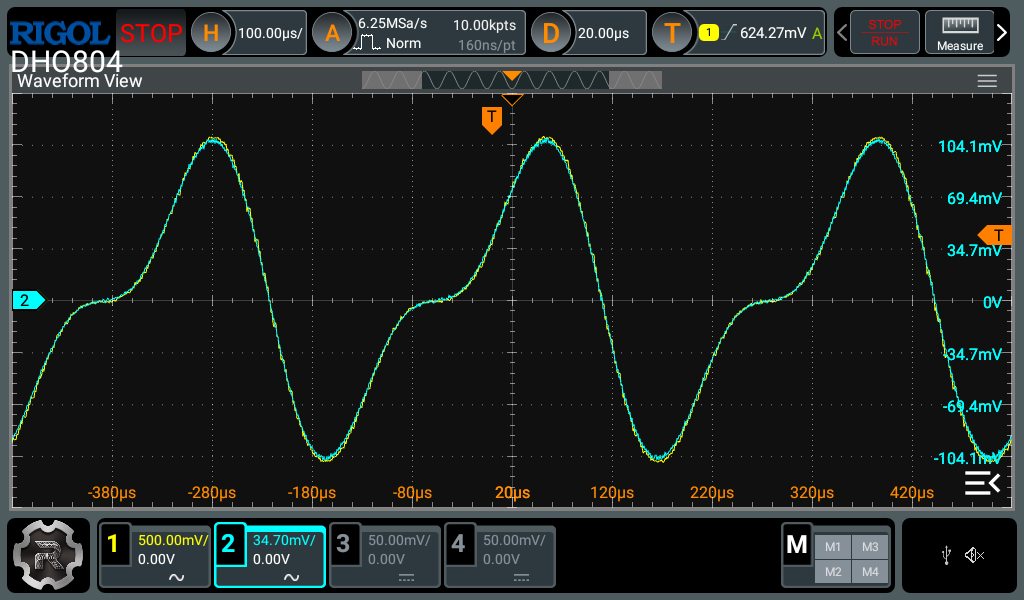 RIGOL STOP H 100.00µs/ A 6.25MSa/s 10.00kpts D 20.00µs T 1 624.27mV A STOP
Norm 160ns/pt RUN Measure
DHO804
Waveform View
T
104.1mV
69.4mV
T
34.7mV
2 0V
-34.7mV
-69.4mV
-104.1mV
-380µs -280µs -180µs -80µs 20µs 120µs 220µs 320µs 420µs
R 1 500.00mV/ 2 34.70mV/ 3 50.00mV/ 4 50.00mV/ M M1 M3
0.00V 0.00V 0.00V 0.00V M2 M4